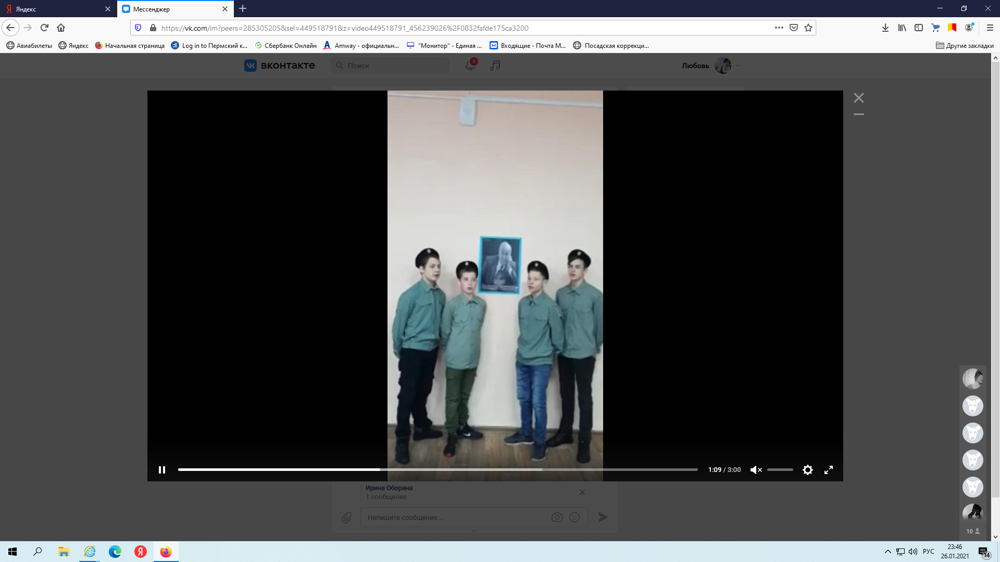 Яндекс
Мессенджер
https://vk.com/im?peers=285305205&sel=449518791&z=video449518791_456239026%2F0832fafde175ca3200
Авиабилеты
Яндекс
Начальная страница
Log in to Пермский к...
Сбербанк Онлайн
Amway - официальн...
"Монитор" - Единая ...
Входящие - Почта М...
Посадская коррекци...
Другие закладки
вконтакте
Поиск
6
Любовь
1:09 / 3:00
Ирина Оборина
1 сообщение
Напишите сообщение...
10
РУС
23:46
26.01.2021
14